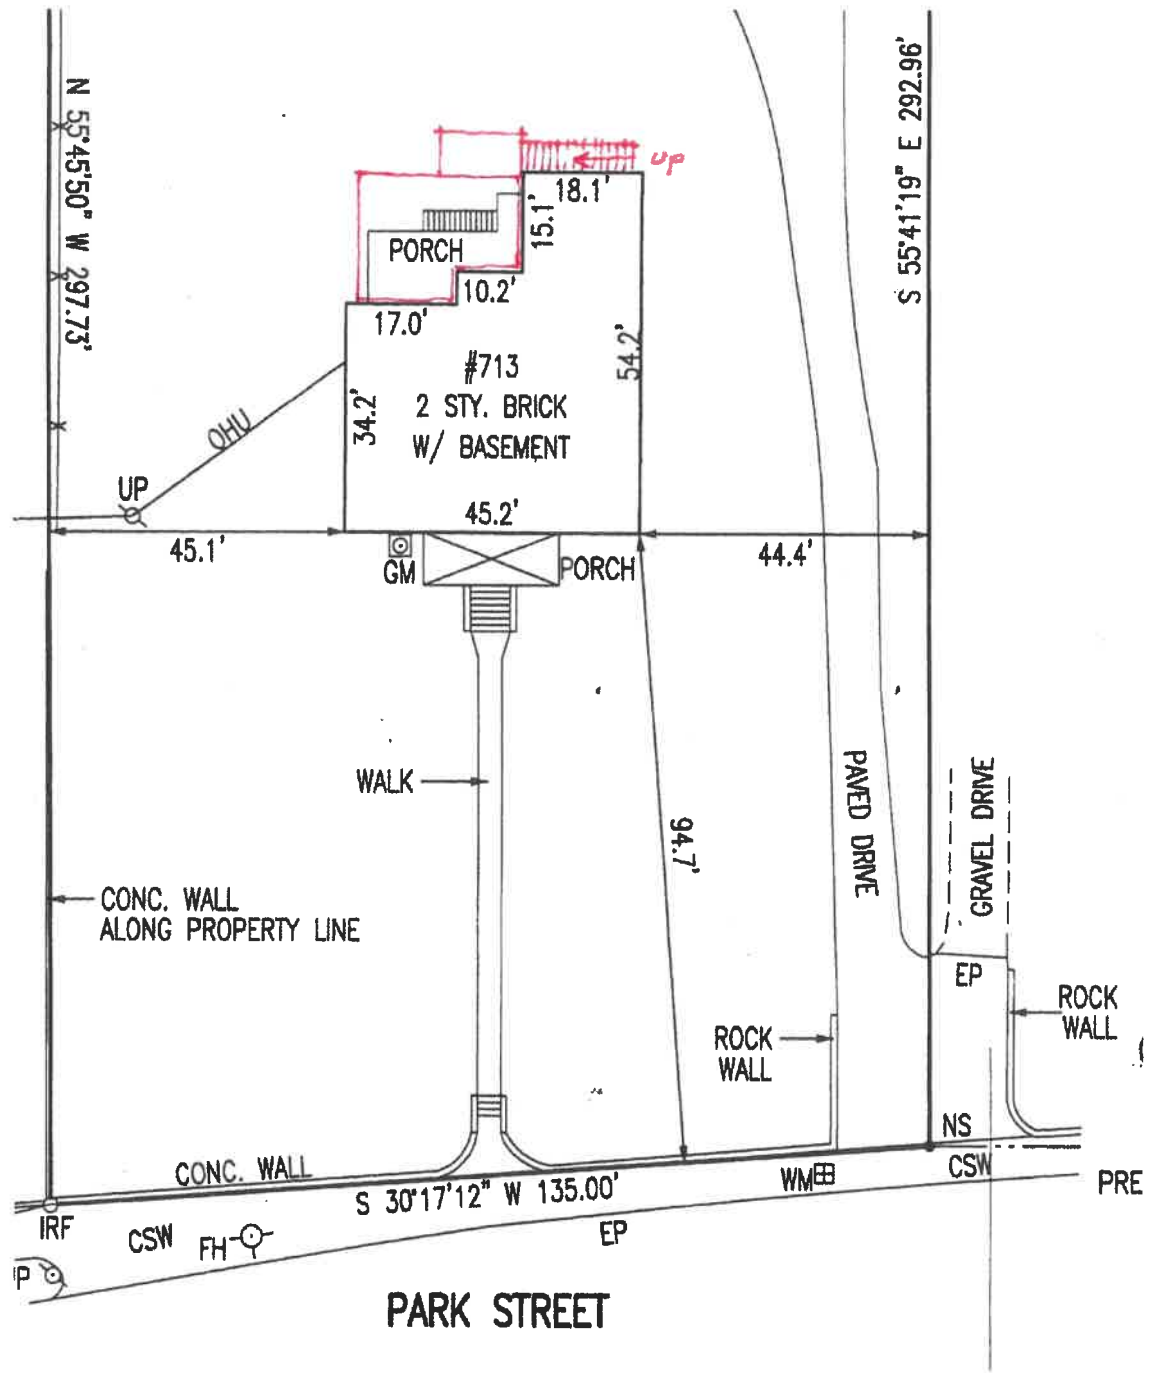 N 55°45'50" W 297.73'
S 55°41'19" E 292.96'
up
18.1'
15.1'
PORCH
10.2'
17.0'
54.2'
#713
2 STY. BRICK
W/ BASEMENT
34.2'
OHU
UP
45.2'
45.1'
44.4'
GM
PORCH
WALK
94.7'
PAVED DRIVE
GRAVEL DRIVE
CONC. WALL
ALONG PROPERTY LINE
EP
ROCK
WALL
ROCK
WALL
NS
CONC. WALL
CSW
S 30°17'12" W 135.00'
WM
PRE
IRF
CSW
FH
EP
P
PARK STREET